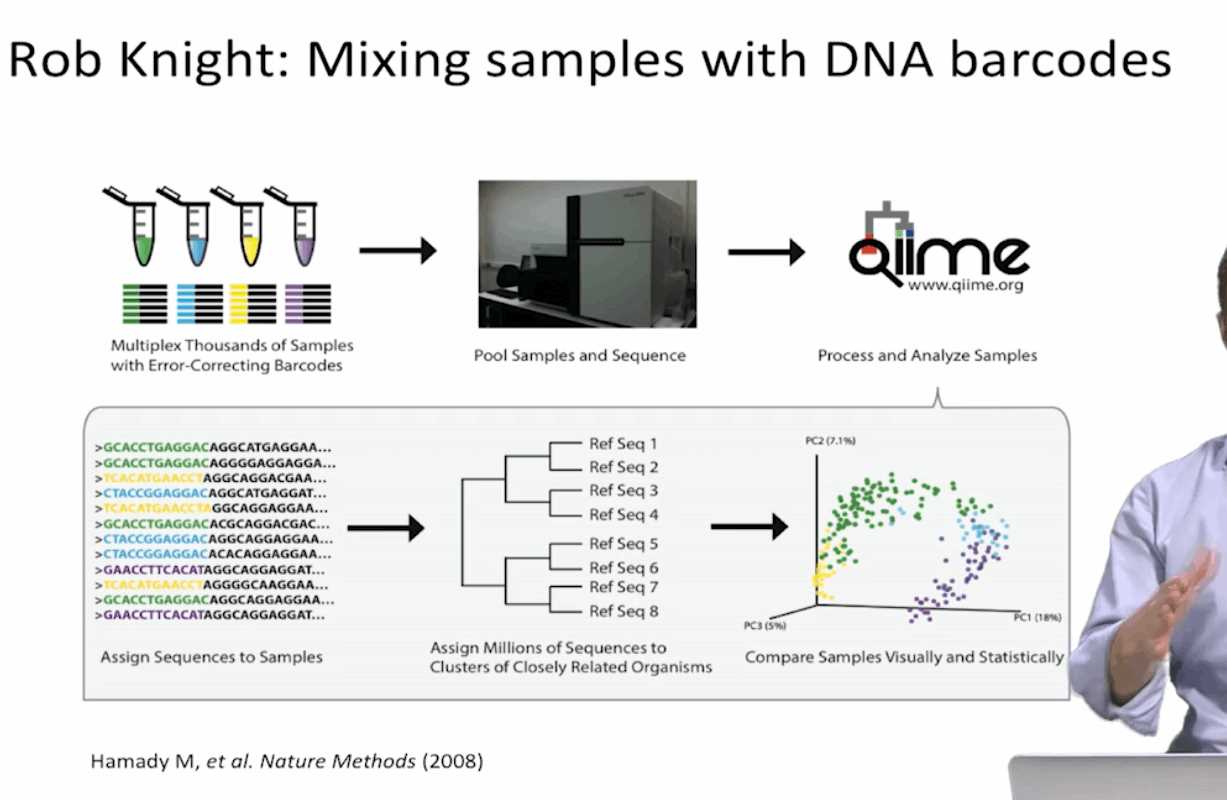 Rob Knight: Mixing samples with DNA barcodes
qiime
www.qiime.org
Multiplex Thousands of Samples
with Error-Correcting Barcodes
Pool Samples and Sequence
Process and Analyze Samples
>GCACCTGAGGACAGGCATGAGGAA...
>GCACCTGAGGACAGGGGAGGAGGA...
>TCACATGAACCTAGGCAGGACGAA...
>CTACCGGAGGACAGGCATGAGGAT...
>TCACATGAACCTAGGCAGGAGGAA...
>GCACCTGAGGACACGCAGGACGAC...
>CTACCGGAGGACAGGCAGGAGGAA...
>CTACCGGAGGACACACAGGAGGAA...
>GAACCTTCACATAGGCAGGAGGAT...
>TCACATGAACCTAGGGGCAAGGAA...
>GCACCTGAGGACAGGCAGGAGGAA...
>GAACCTTCACATAGGCAGGAGGAT...
Assign Sequences to Samples
Ref Seq 1
Ref Seq 2
Ref Seq 3
Ref Seq 4
Ref Seq 5
Ref Seq 6
Ref Seq 7
Ref Seq 8
Assign Millions of Sequences to
Clusters of Closely Related Organisms
PC2 (7.1%)
PC1 (18%)
PC3 (5%)
Compare Samples Visually and Statistically
Hamady M, et al. Nature Methods (2008)